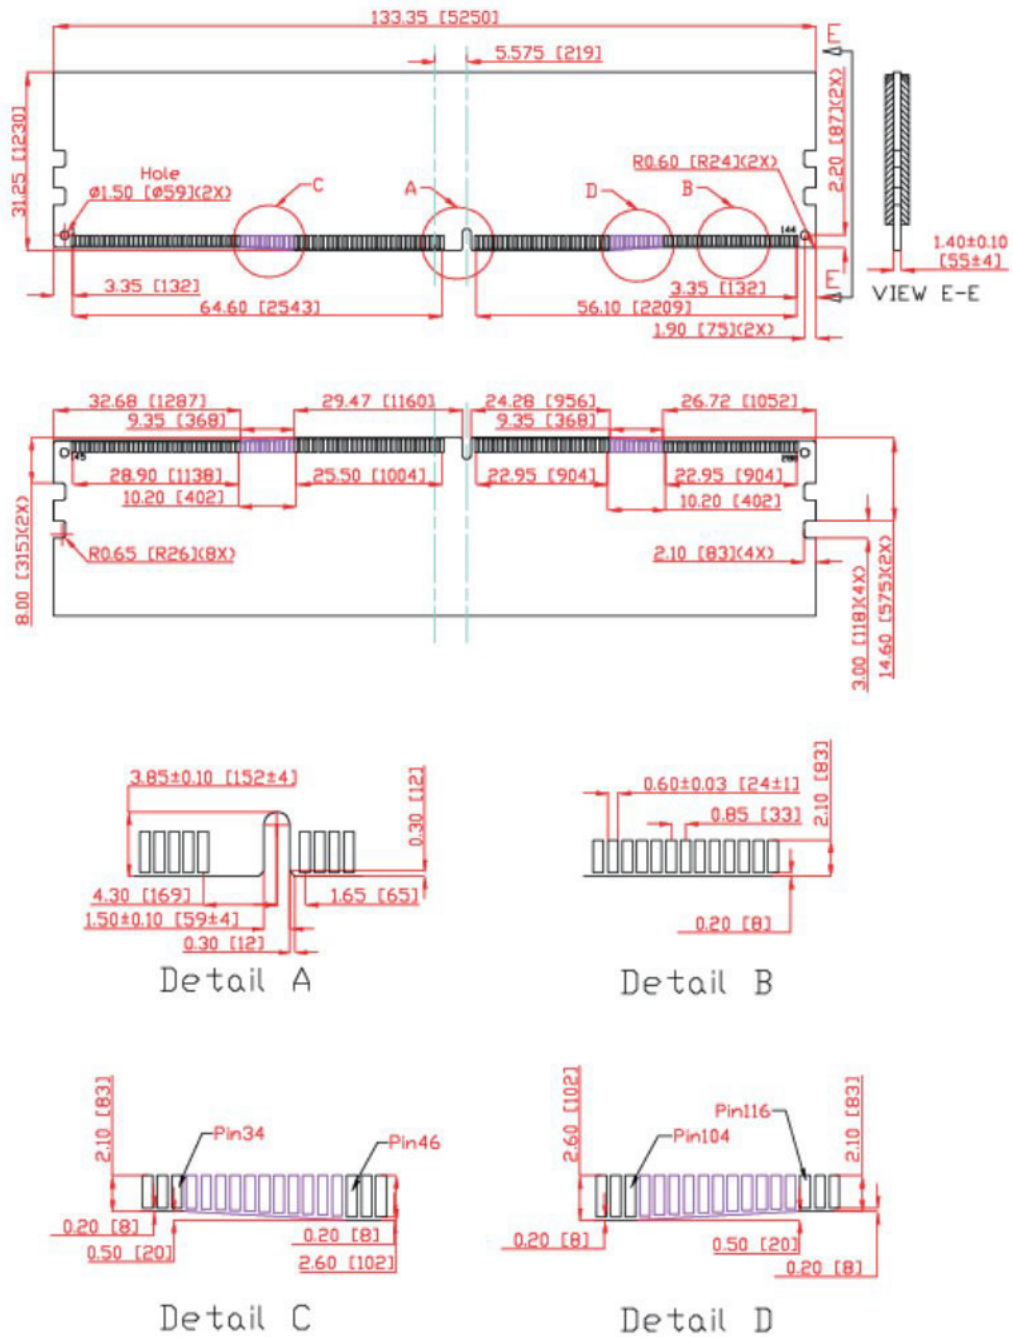 133.35 [5250]
E
5.575 [219]
31.25 [1230]
2.20 [87](2X)
Hole
Ø1.50 [Ø59](2X)
C
A
D
B
R0.60 [R24](2X)
144
1.40±0.10
[55±4]
3.35 [132]
3.35 [132]
E
VIEW E-E
64.60 [2543]
56.10 [2209]
1.90 [75](2X)
32.68 [1287]
29.47 [1160]
24.28 [956]
26.72 [1052]
9.35 [368]
9.35 [368]
145
28.90 [1138]
25.50 [1004]
22.95 [904]
22.95 [904]
10.20 [402]
10.20 [402]
8.00 [315](2X)
R0.65 [R26](8X)
2.10 [83](4X)
3.00 [118](4X)
14.60 [575](2X)
3.85±0.10 [152±4]
0.30 [12]
4.30 [169]
1.65 [65]
1.50±0.10 [59±4]
0.30 [12]
Detail A
0.60±0.03 [24±1]
2.10 [83]
0.85 [33]
0.20 [8]
Detail B
2.10 [83]
Pin34
Pin46
0.20 [8]
0.20 [8]
0.50 [20]
2.60 [102]
Detail C
2.60 [102]
Pin116
2.10 [83]
Pin104
0.20 [8]
0.50 [20]
0.20 [8]
Detail D